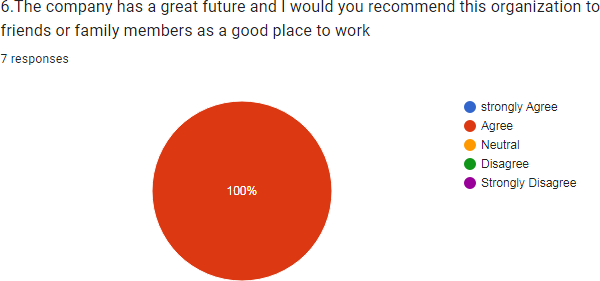 6.The company has a great future and I would you recommend this organization to
friends or family members as a good place to work
7 responses
100%
strongly Agree
Agree
Neutral
Disagree
Strongly Disagree